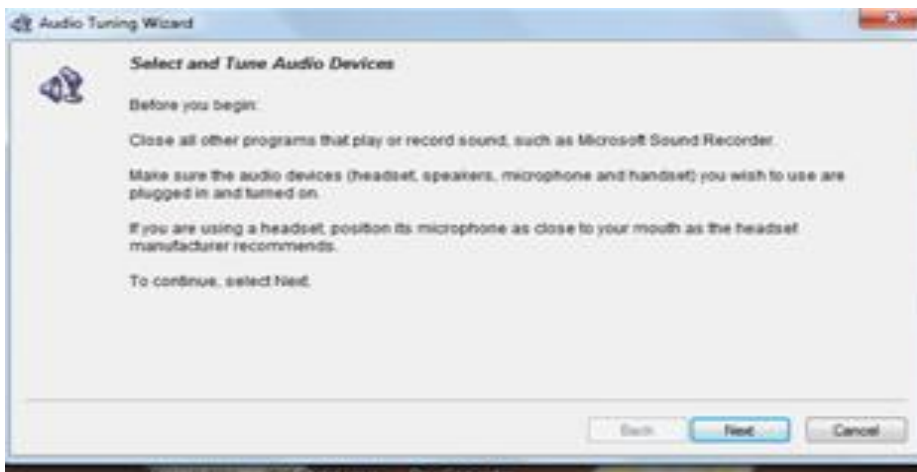 Audio Tuning Wizard
Select and Tune Audio Devices
Before you begin:
Close all other programs that play or record sound, such as Microsoft Sound Recorder.
Make sure the audio devices (headset, speakers, microphone and handset) you wish to use are
plugged in and turned on.
If you are using a headset, position its microphone as close to your mouth as the headset
manufacturer recommends.
To continue, select Next.
Back Next Cancel